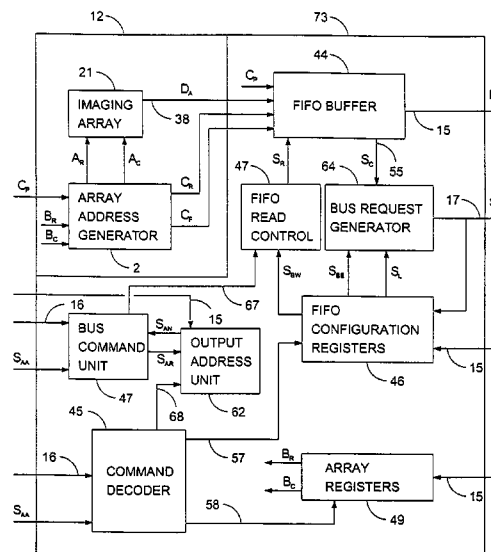 12
73
21
44
IMAGING
ARRAY
D_A
38
C_P
FIFO BUFFER
15
A_R
A_C
C_R
C_F
S_R
S_C
55
47
64
17
C_P
B_R
B_C
ARRAY
ADDRESS
GENERATOR
2
FIFO
READ
CONTROL
BUS REQUEST
GENERATOR
S_BW
S_BE
S_L
67
16
15
BUS
COMMAND
UNIT
S_AN
S_AR
OUTPUT
ADDRESS
UNIT
FIFO
CONFIGURATION
REGISTERS
15
S_AA
47
68
62
46
45
57
16
COMMAND
DECODER
B_R
B_C
ARRAY
REGISTERS
15
58
49
S_AA